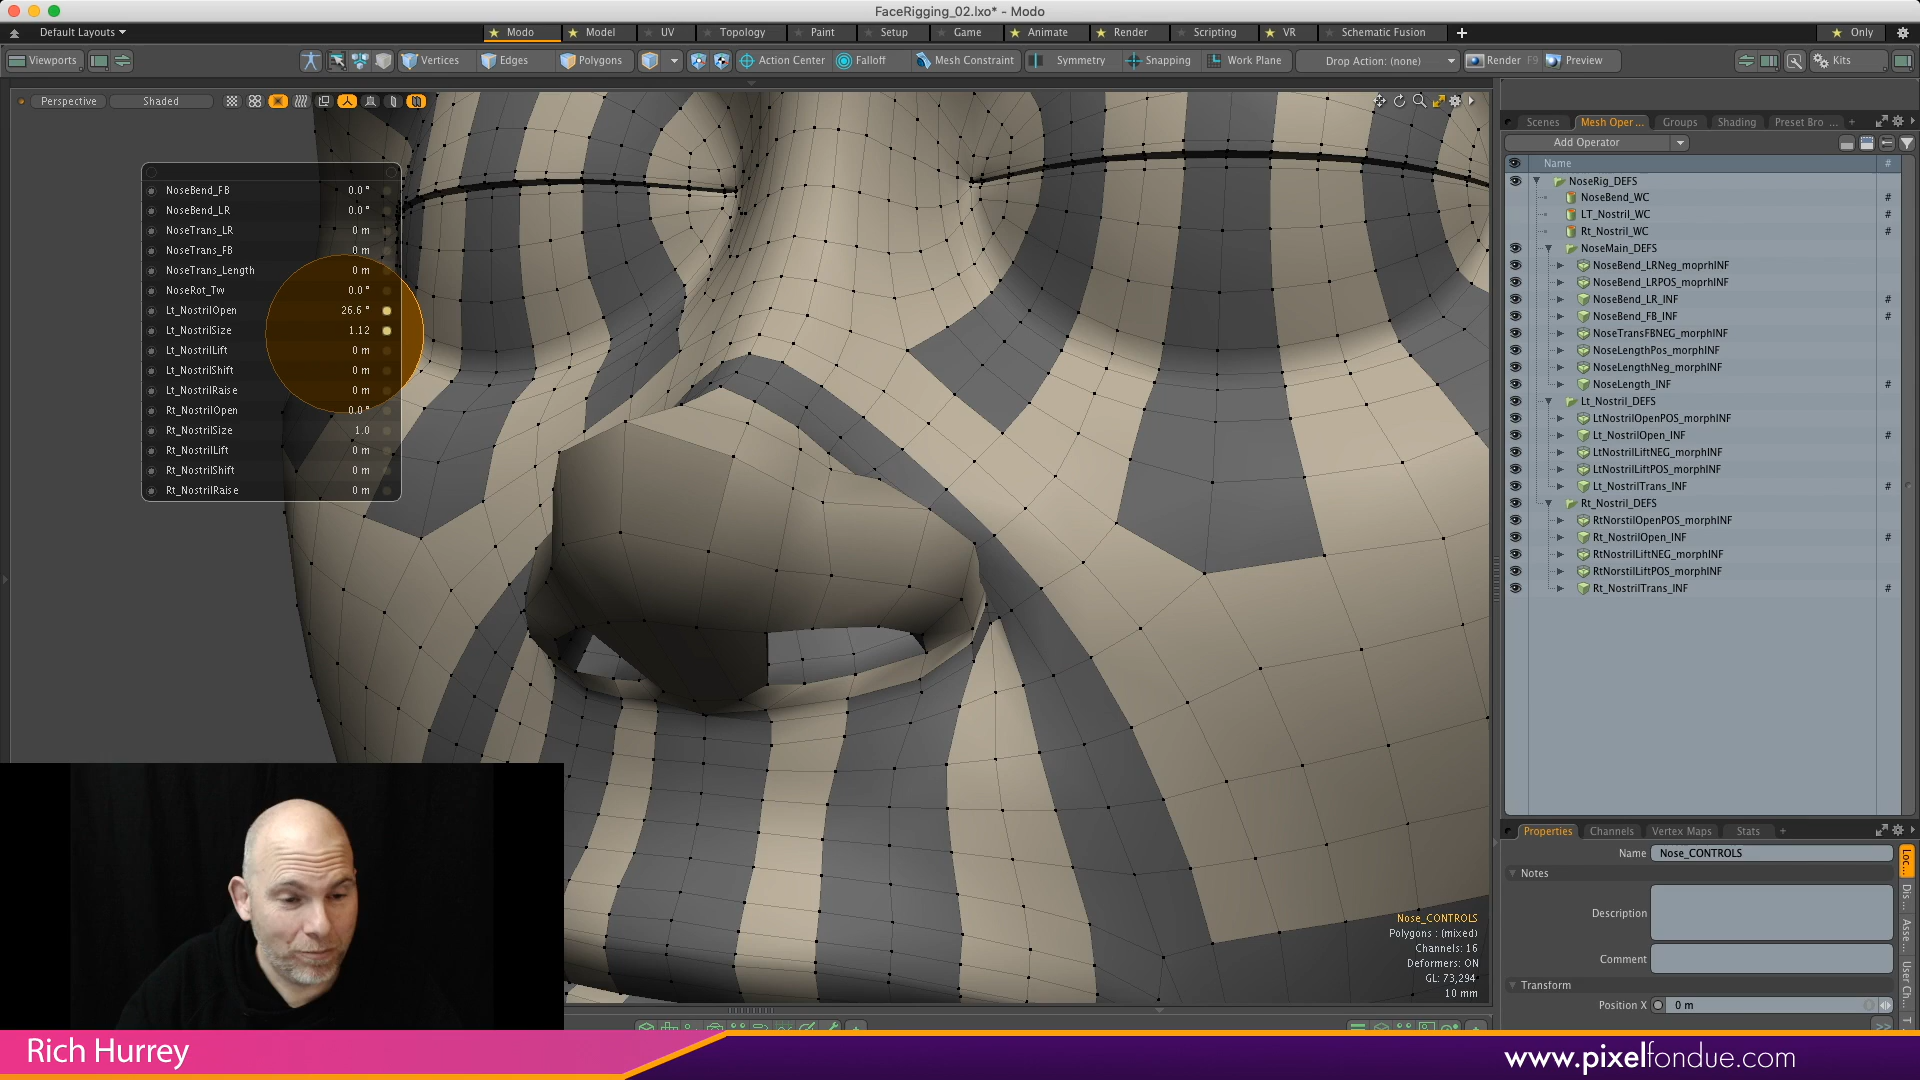 FaceRigging_02.lxo* - Modo
Default Layouts
Modo
Model
UV
Topology
Paint
Setup
Game
Animate
Render
Scripting
VR
Schematic Fusion
Only
Viewports
Vertices
Edges
Polygons
Action Center
Falloff
Mesh Constraint
Symmetry
Snapping
Work Plane
Drop Action: (none)
Render F9
Preview
Kits
Perspective
Shaded
NoseBend_FB 0.0 °
NoseBend_LR 0.0 °
NoseTrans_LR 0 m
NoseTrans_FB 0 m
NoseTrans_Length 0 m
NoseRot_Tw 0.0 °
Lt_NostrilOpen 26.6 °
Lt_NostrilSize 1.12
Lt_NostrilLift 0 m
Lt_NostrilShift 0 m
Lt_NostrilRaise 0 m
Rt_NostrilOpen 0.0 °
Rt_NostrilSize 1.0
Rt_NostrilLift 0 m
Rt_NostrilShift 0 m
Rt_NostrilRaise 0 m
Nose_CONTROLS
Polygons : (mixed)
Channels: 16
Deformers: ON
GL: 73,294
10 mm
Scenes
Mesh Oper ...
Groups
Shading
Preset Bro ...
Add Operator
Name #
NoseRig_DEFS
NoseBend_WC #
LT_Nostril_WC #
Rt_Nostril_WC #
NoseMain_DEFS
NoseBend_LRNeg_moprhINF
NoseBend_LRPOS_moprhINF
NoseBend_LR_INF #
NoseBend_FB_INF #
NoseTransFBNEG_morphINF
NoseLengthPos_morphINF
NoseLengthNeg_morphINF
NoseLength_INF #
Lt_Nostril_DEFS
LtNostrilOpenPOS_morphINF
Lt_NostrilOpen_INF #
LtNostrilLiftNEG_morphINF
LtNostrilLiftPOS_morphINF
Lt_NostrilTrans_INF #
Rt_Nostril_DEFS
RtNorstilOpenPOS_morphINF
Rt_NostrilOpen_INF #
RtNostrilLiftNEG_morphINF
RtNorstilLiftPOS_morphINF
Rt_NostrilTrans_INF #
Properties
Channels
Vertex Maps
Stats
Name Nose_CONTROLS
Notes
Description
Comment
Transform
Position X 0 m
Loc...
Dis ...
Asse...
User Ch...
Rich Hurrey
www.pixelfondue.com